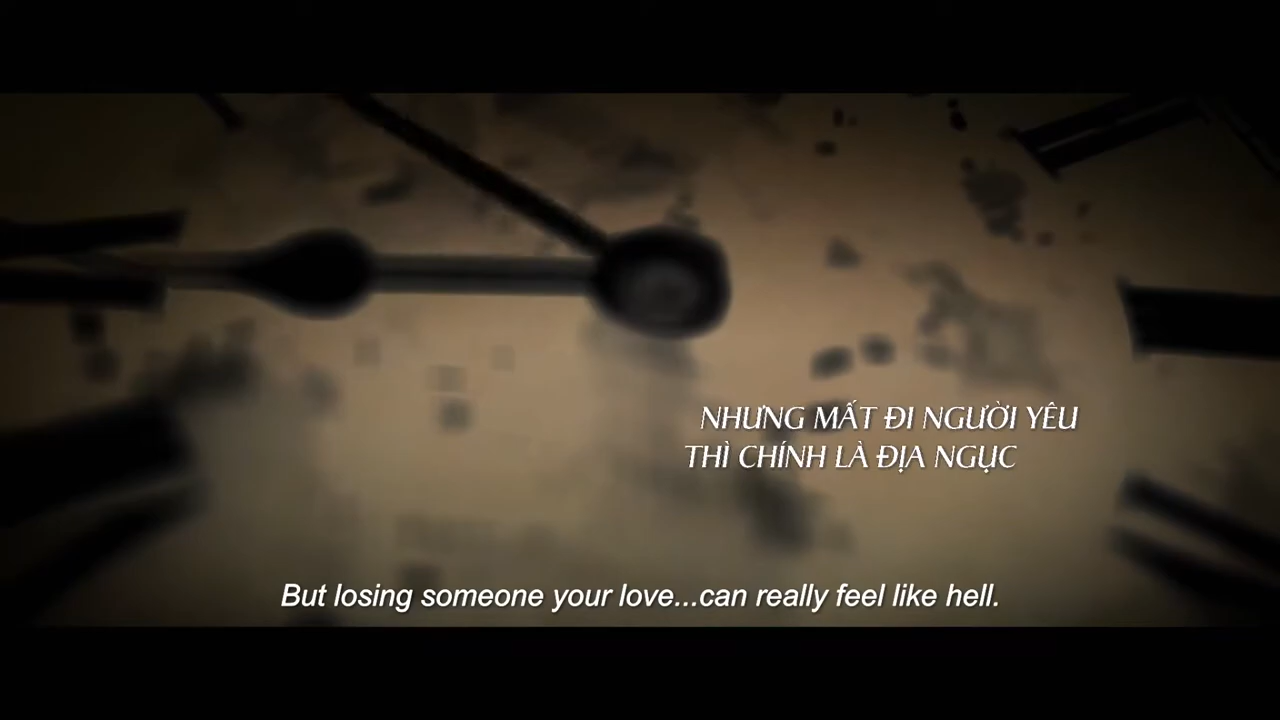 NHƯNG MẤT ĐI NGƯỜI YÊU
THÌ CHÍNH LÀ ĐỊA NGỤC
But losing someone your love...can really feel like hell.